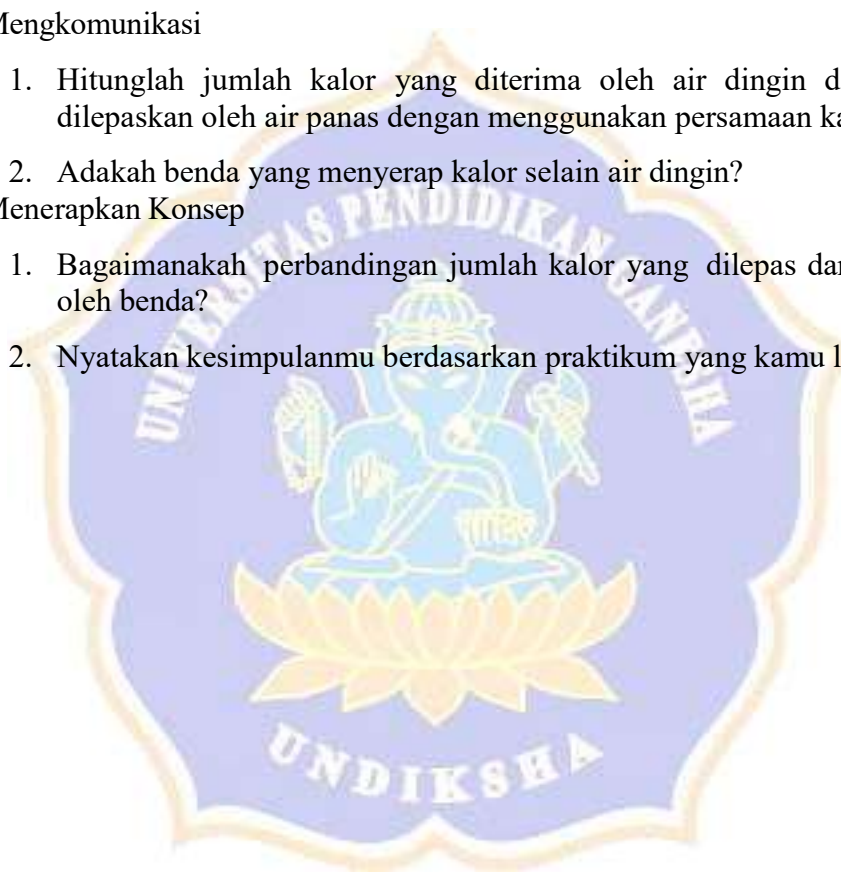 Mengkomunikasi
1. Hitunglah jumlah kalor yang diterima oleh air dingin d
dilepaskan oleh air panas dengan menggunakan persamaan ka
2. Adakah benda yang menyerap kalor selain air dingin?
Menerapkan Konsep
1. Bagaimanakah perbandingan jumlah kalor yang dilepas dan
oleh benda?
2. Nyatakan kesimpulanmu berdasarkan praktikum yang kamu l
UNIVERSITAS PENDIDIKAN GANESHA
UNDIKSHA